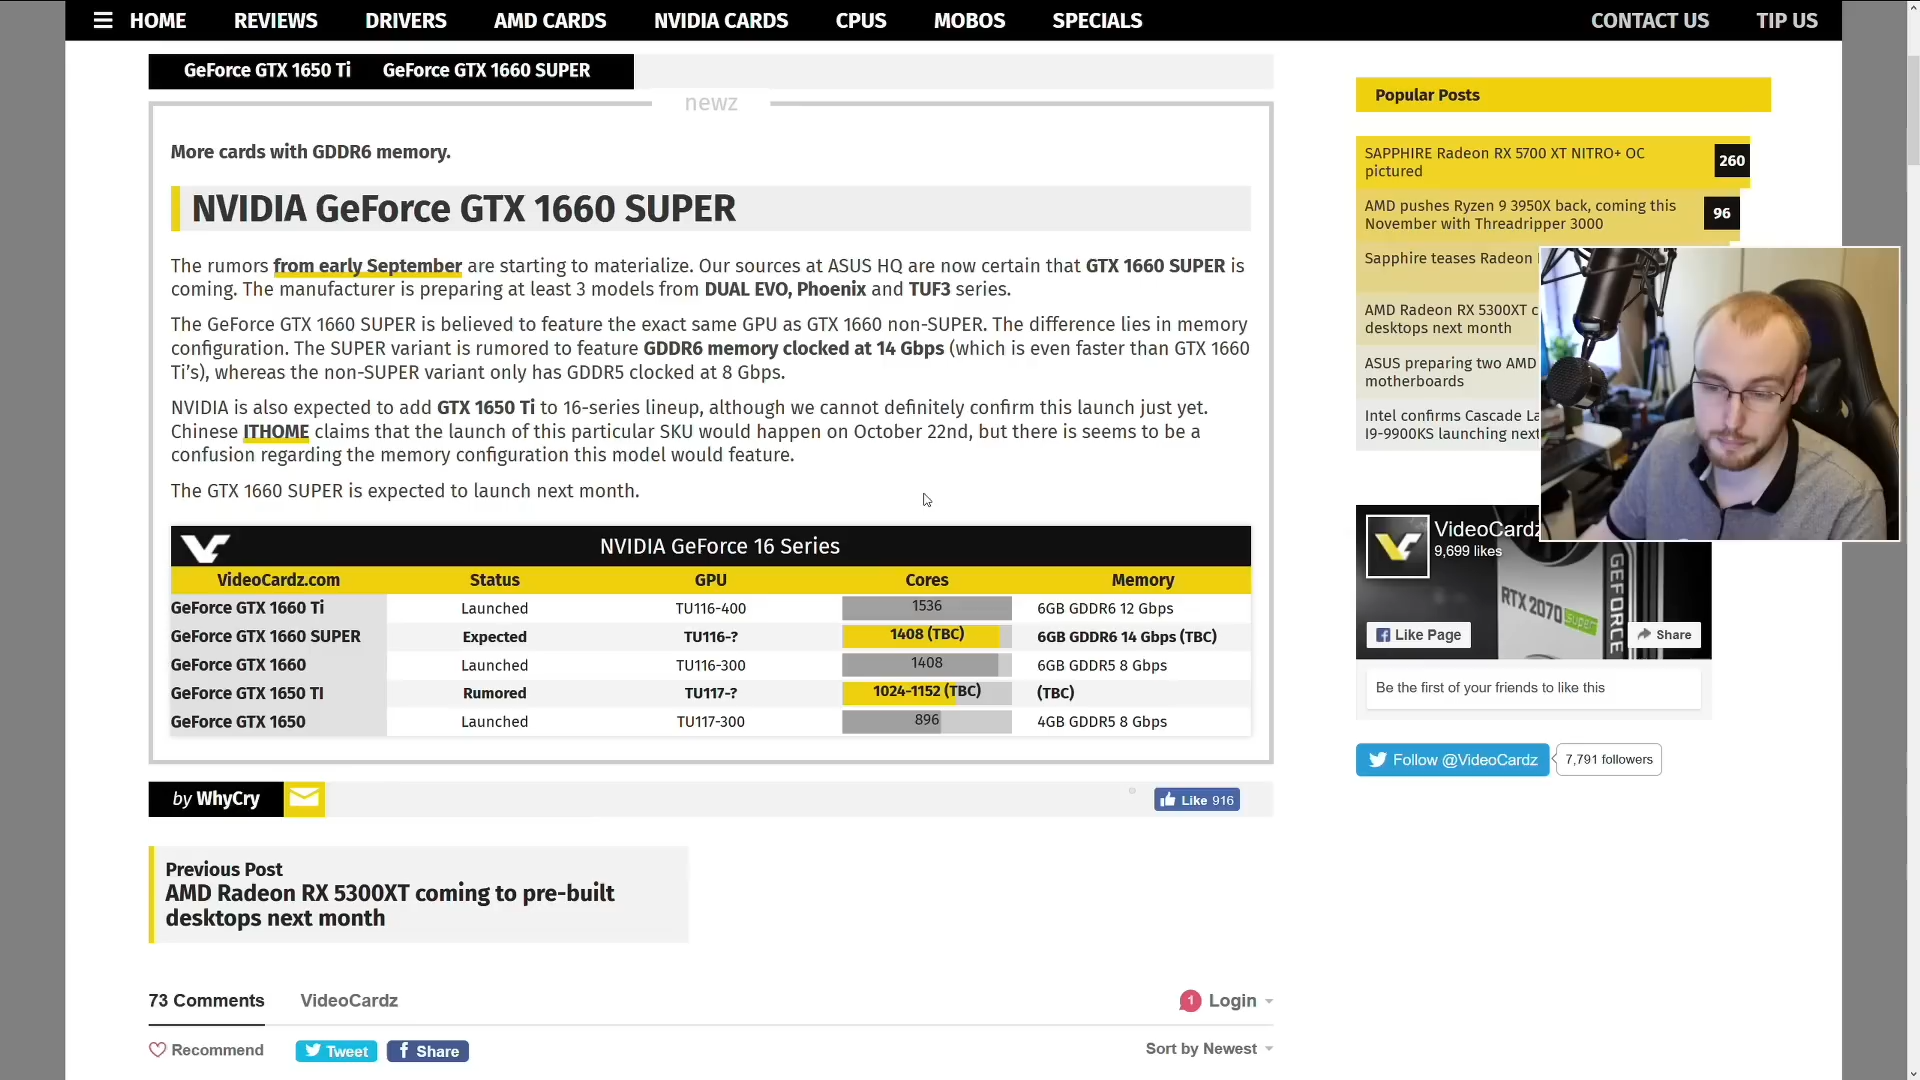 HOME REVIEWS DRIVERS AMD CARDS NVIDIA CARDS CPUS MOBOS SPECIALS CONTACT US TIP US
GeForce GTX 1650 Ti GeForce GTX 1660 SUPER
newz
More cards with GDDR6 memory.
NVIDIA GeForce GTX 1660 SUPER
The rumors from early September are starting to materialize. Our sources at ASUS HQ are now certain that GTX 1660 SUPER is
coming. The manufacturer is preparing at least 3 models from DUAL EVO, Phoenix and TUF3 series.
The GeForce GTX 1660 SUPER is believed to feature the exact same GPU as GTX 1660 non-SUPER. The difference lies in memory
configuration. The SUPER variant is rumored to feature GDDR6 memory clocked at 14 Gbps (which is even faster than GTX 1660
Ti's), whereas the non-SUPER variant only has GDDR5 clocked at 8 Gbps.
NVIDIA is also expected to add GTX 1650 Ti to 16-series lineup, although we cannot definitely confirm this launch just yet.
Chinese ITHOME claims that the launch of this particular SKU would happen on October 22nd, but there is seems to be a
confusion regarding the memory configuration this model would feature.
The GTX 1660 SUPER is expected to launch next month.
NVIDIA GeForce 16 Series
VideoCardz.com Status GPU Cores Memory
GeForce GTX 1660 Ti Launched TU116-400 1536 6GB GDDR6 12 Gbps
GeForce GTX 1660 SUPER Expected TU116-? 1408 (TBC) 6GB GDDR6 14 Gbps (TBC)
GeForce GTX 1660 Launched TU116-300 1408 6GB GDDR5 8 Gbps
GeForce GTX 1650 TI Rumored TU117-? 1024-1152 (TBC) (TBC)
GeForce GTX 1650 Launched TU117-300 896 4GB GDDR5 8 Gbps
by WhyCry
Like 916
Previous Post
AMD Radeon RX 5300XT coming to pre-built
desktops next month
73 Comments VideoCardz 1 Login
Recommend Tweet Share Sort by Newest
Popular Posts
SAPPHIRE Radeon RX 5700 XT NITRO+ OC
pictured
260
AMD pushes Ryzen 9 3950X back, coming this
November with Threadripper 3000
96
Sapphire teases Radeon
AMD Radeon RX 5300XT c
desktops next month
ASUS preparing two AMD
motherboards
Intel confirms Cascade La
I9-9900KS launching next
VideoCardz
9,699 likes
GEFORCE
RTX 2070 SUPER
Like Page
Share
Be the first of your friends to like this
Follow @VideoCardz 7,791 followers